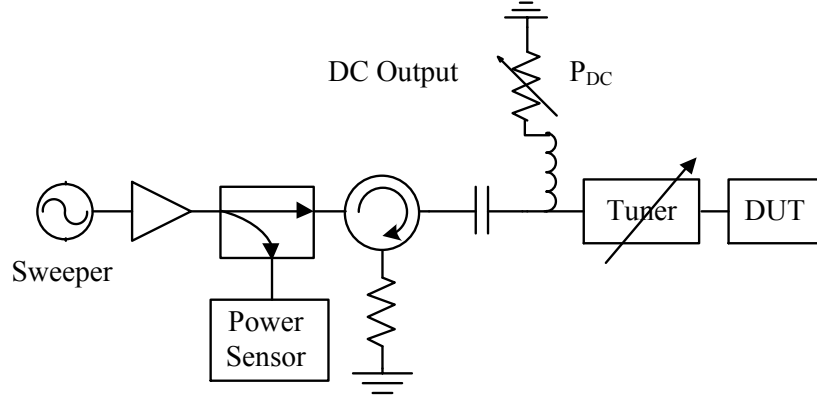 DC Output
P_DC
Tuner
DUT
Sweeper
Power
Sensor